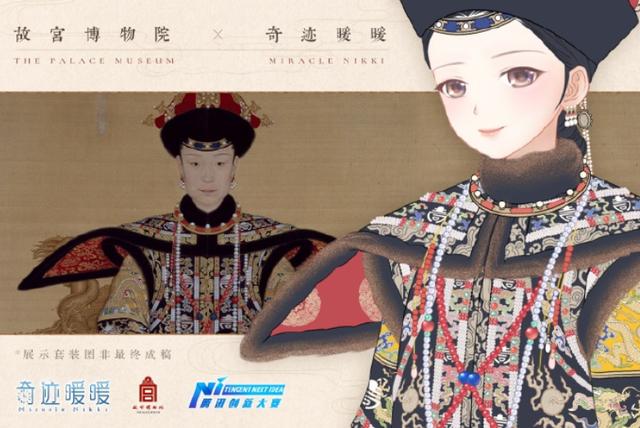 故宫博物院 × 奇迹暖暖
THE PALACE MUSEUM MIRACLE NIKKI
*展示套装图非最终成稿
奇迹暖暖
Miracle Nikki
宫
故宫博物院
TENCENT NEXT IDEA
腾讯创新大赛